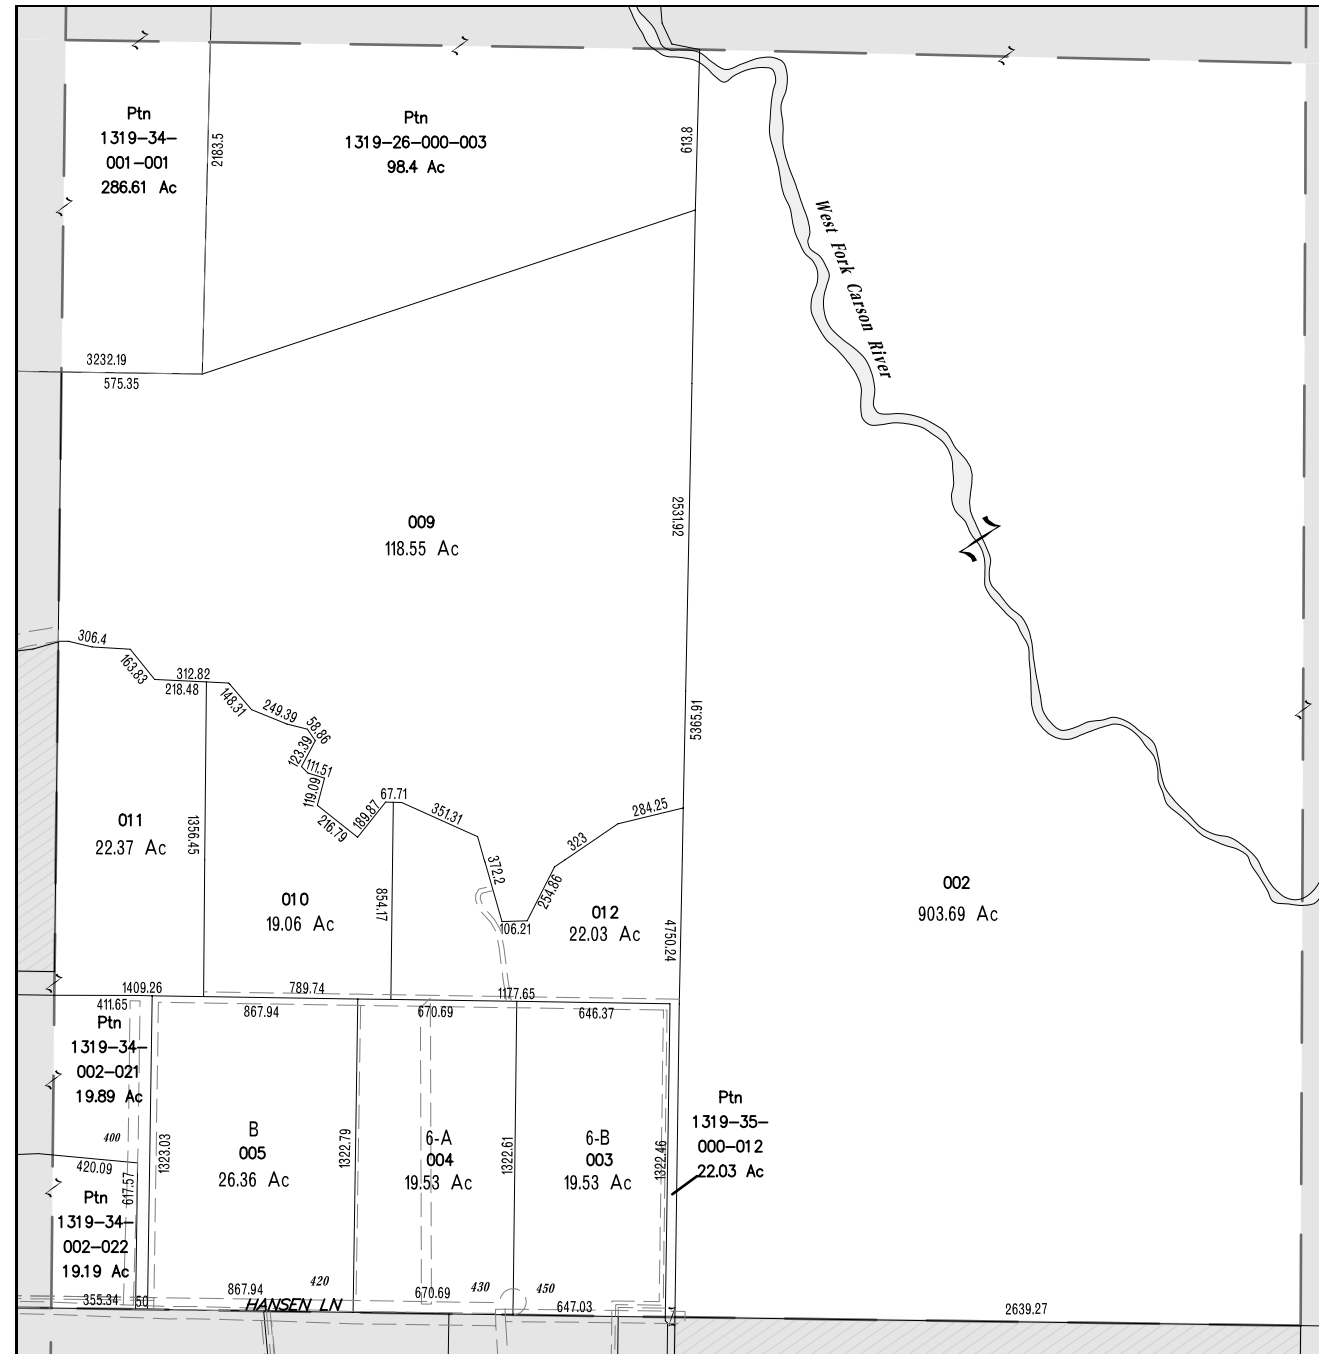 Ptn
1319-34-
001-001
286.61 Ac
2183.5
Ptn
1319-26-000-003
98.4 Ac
613.8
West Fork Carson River
3232.19
575.35
009
118.55 Ac
2531.92
5365.91
306.4
163.83
312.82
218.48
148.31
249.39
58.86
123.39
111.51
119.09
216.79
189.87
67.71
351.31
372.2
106.21
254.86
323
284.25
011
22.37 Ac
1356.45
010
19.06 Ac
854.17
012
22.03 Ac
4750.24
002
903.69 Ac
1409.26
789.74
1177.65
411.65
867.94
670.69
646.37
Ptn
1319-34-
002-021
19.89 Ac
400
420.09
617.57
Ptn
1319-34-
002-022
19.19 Ac
355.34
50
1323.03
B
005
26.36 Ac
1322.79
6-A
004
19.53 Ac
1322.61
6-B
003
19.53 Ac
1322.46
Ptn
1319-35-
000-012
22.03 Ac
867.94
420
670.69
430
450
647.03
HANSEN LN
2639.27